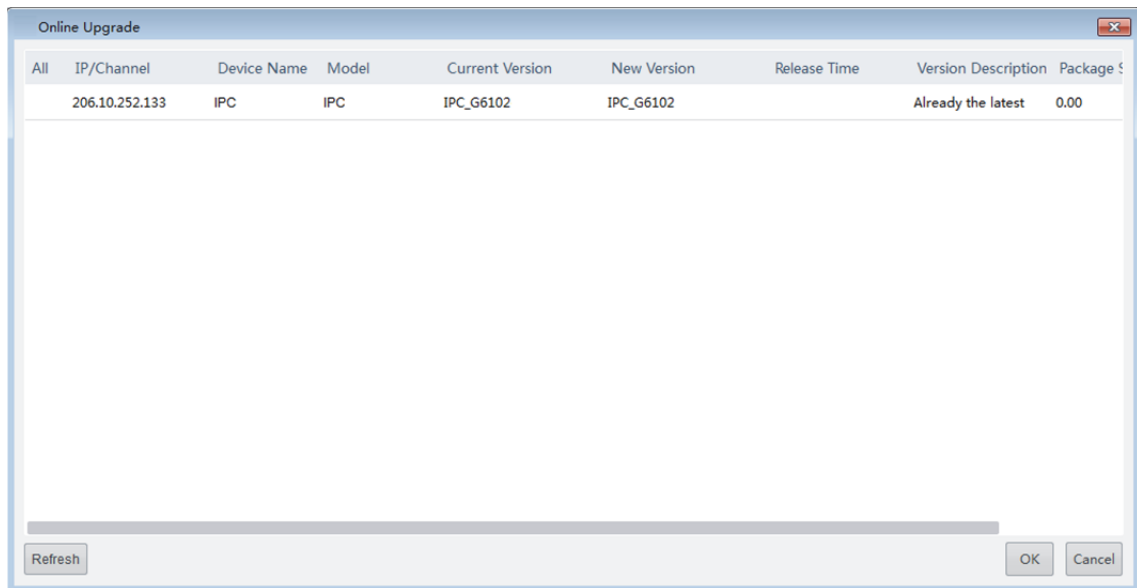 Online Upgrade
All IP/Channel Device Name Model Current Version New Version Release Time Version Description Package S
206.10.252.133 IPC IPC IPC_G6102 IPC_G6102 Already the latest 0.00
Refresh OK Cancel